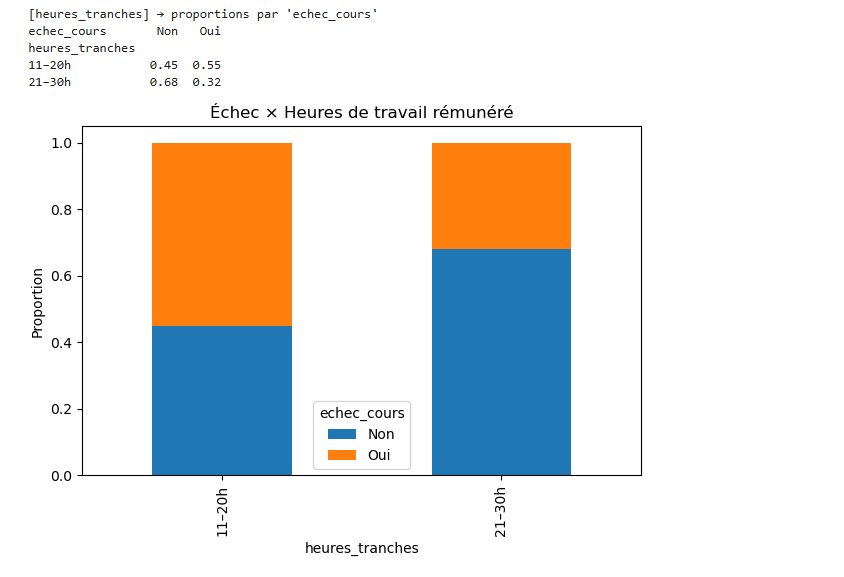 [heures_tranches] → proportions par 'echec_cours'
echec_cours Non Oui
heures_tranches
11–20h 0.45 0.55
21–30h 0.68 0.32
Échec × Heures de travail rémunéré
1.0
0.8
0.6
0.4
0.2
0.0
Proportion
echec_cours
Non
Oui
11–20h
21–30h
heures_tranches